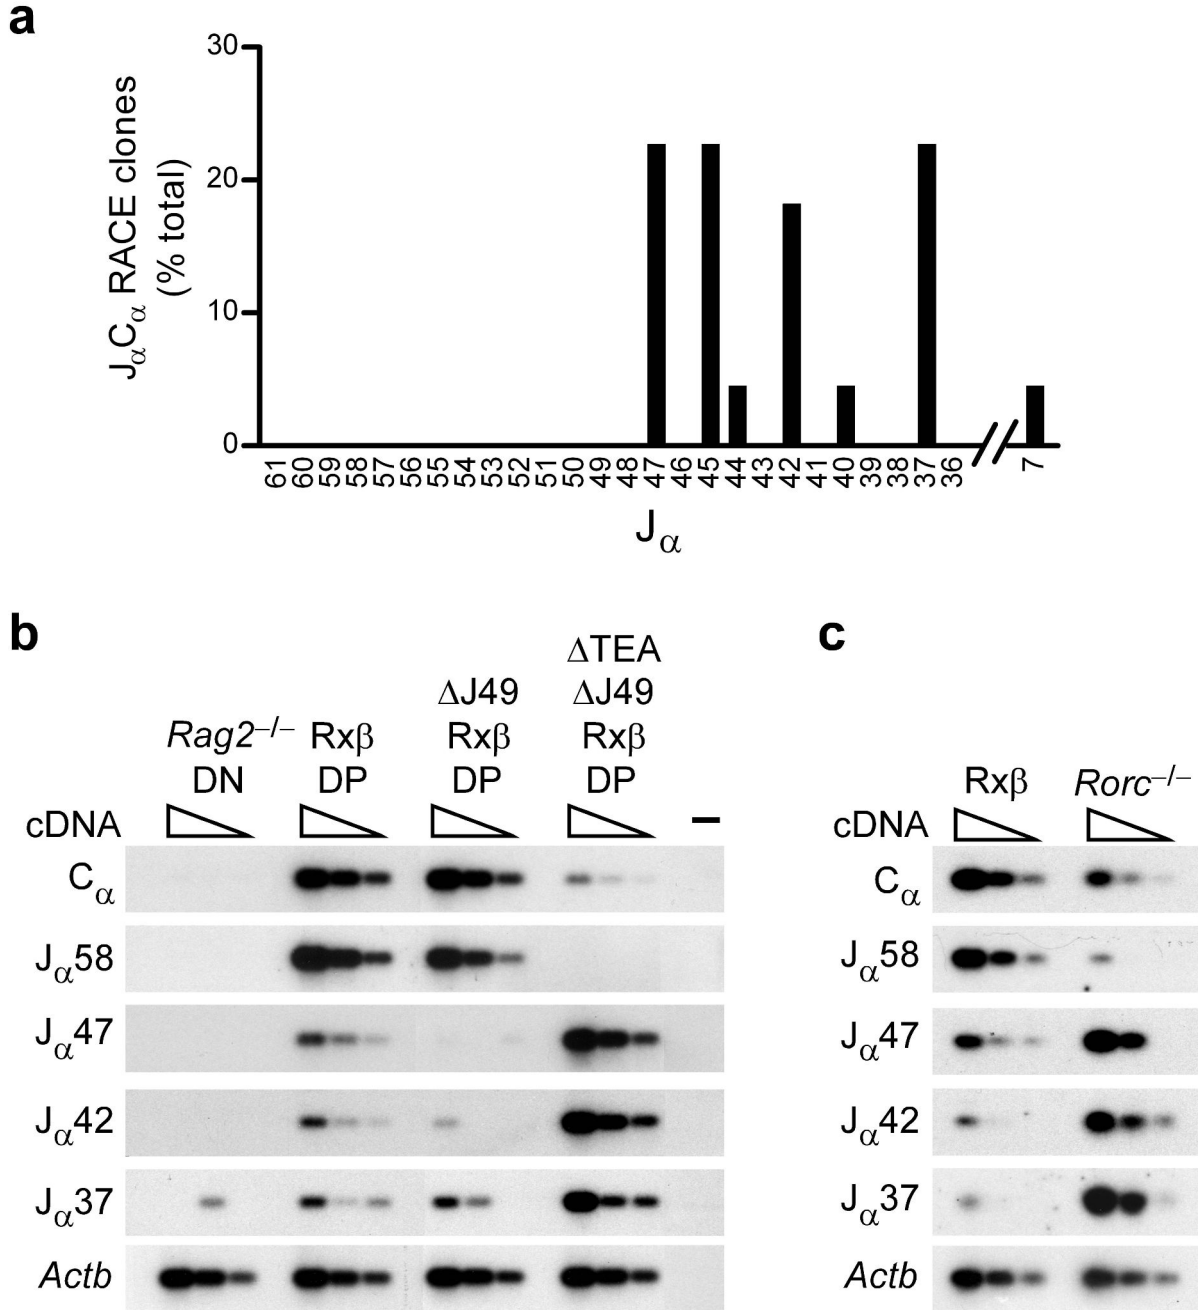 a
30
20
10
0
JαCα RACE clones
(% total)
61 60 59 58 57 56 55 54 53 52 51 50 49 48 47 46 45 44 43 42 41 40 39 38 37 36 7
Jα
b
ΔTEA
ΔJ49 ΔJ49
Rag2–/– Rxβ Rxβ Rxβ
DN DP DP DP
cDNA –
Cα
Jα58
Jα47
Jα42
Jα37
Actb
c
Rxβ Rorc–/–
cDNA
Cα
Jα58
Jα47
Jα42
Jα37
Actb